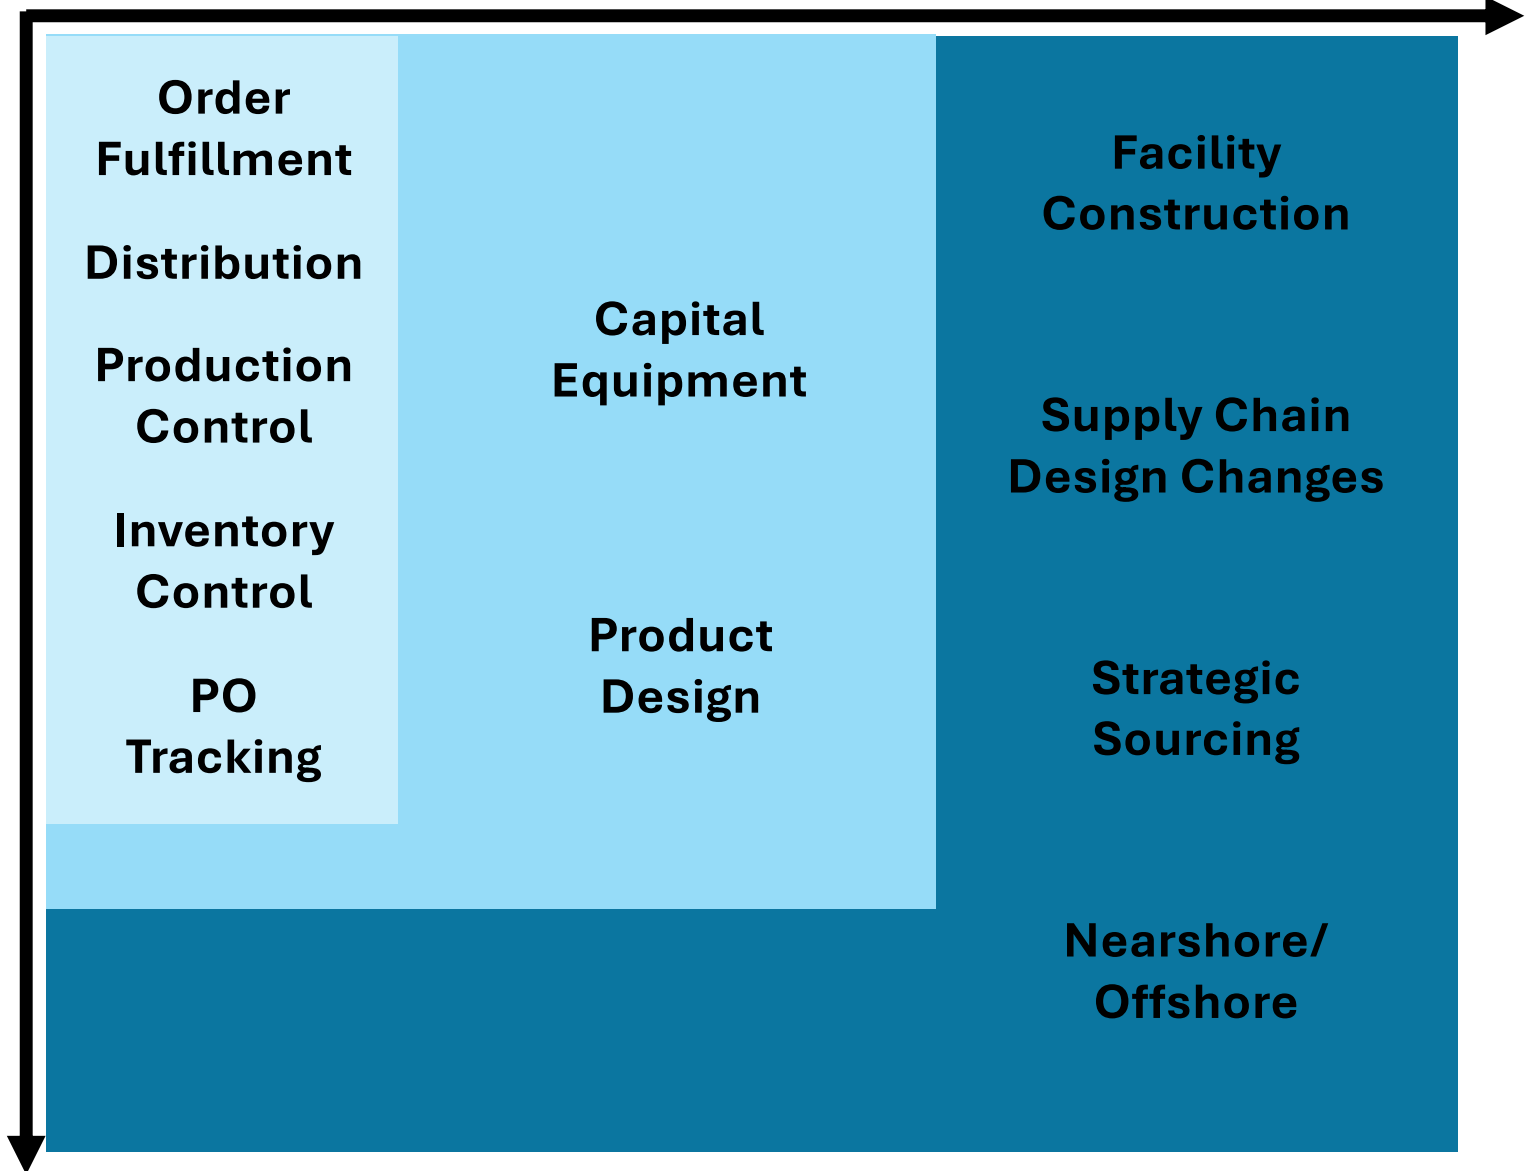 Order
Fulfillment
Distribution
Production
Control
Inventory
Control
PO
Tracking
Capital
Equipment
Product
Design
Facility
Construction
Supply Chain
Design Changes
Strategic
Sourcing
Nearshore/
Offshore